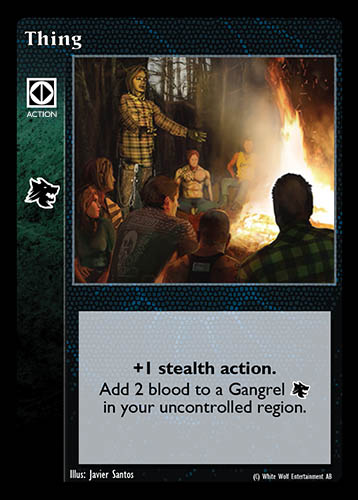 Thing
ACTION
+1 stealth action.
Add 2 blood to a Gangrel
in your uncontrolled region.
Illus: Javier Santos
(C) White Wolf Entertainment AB